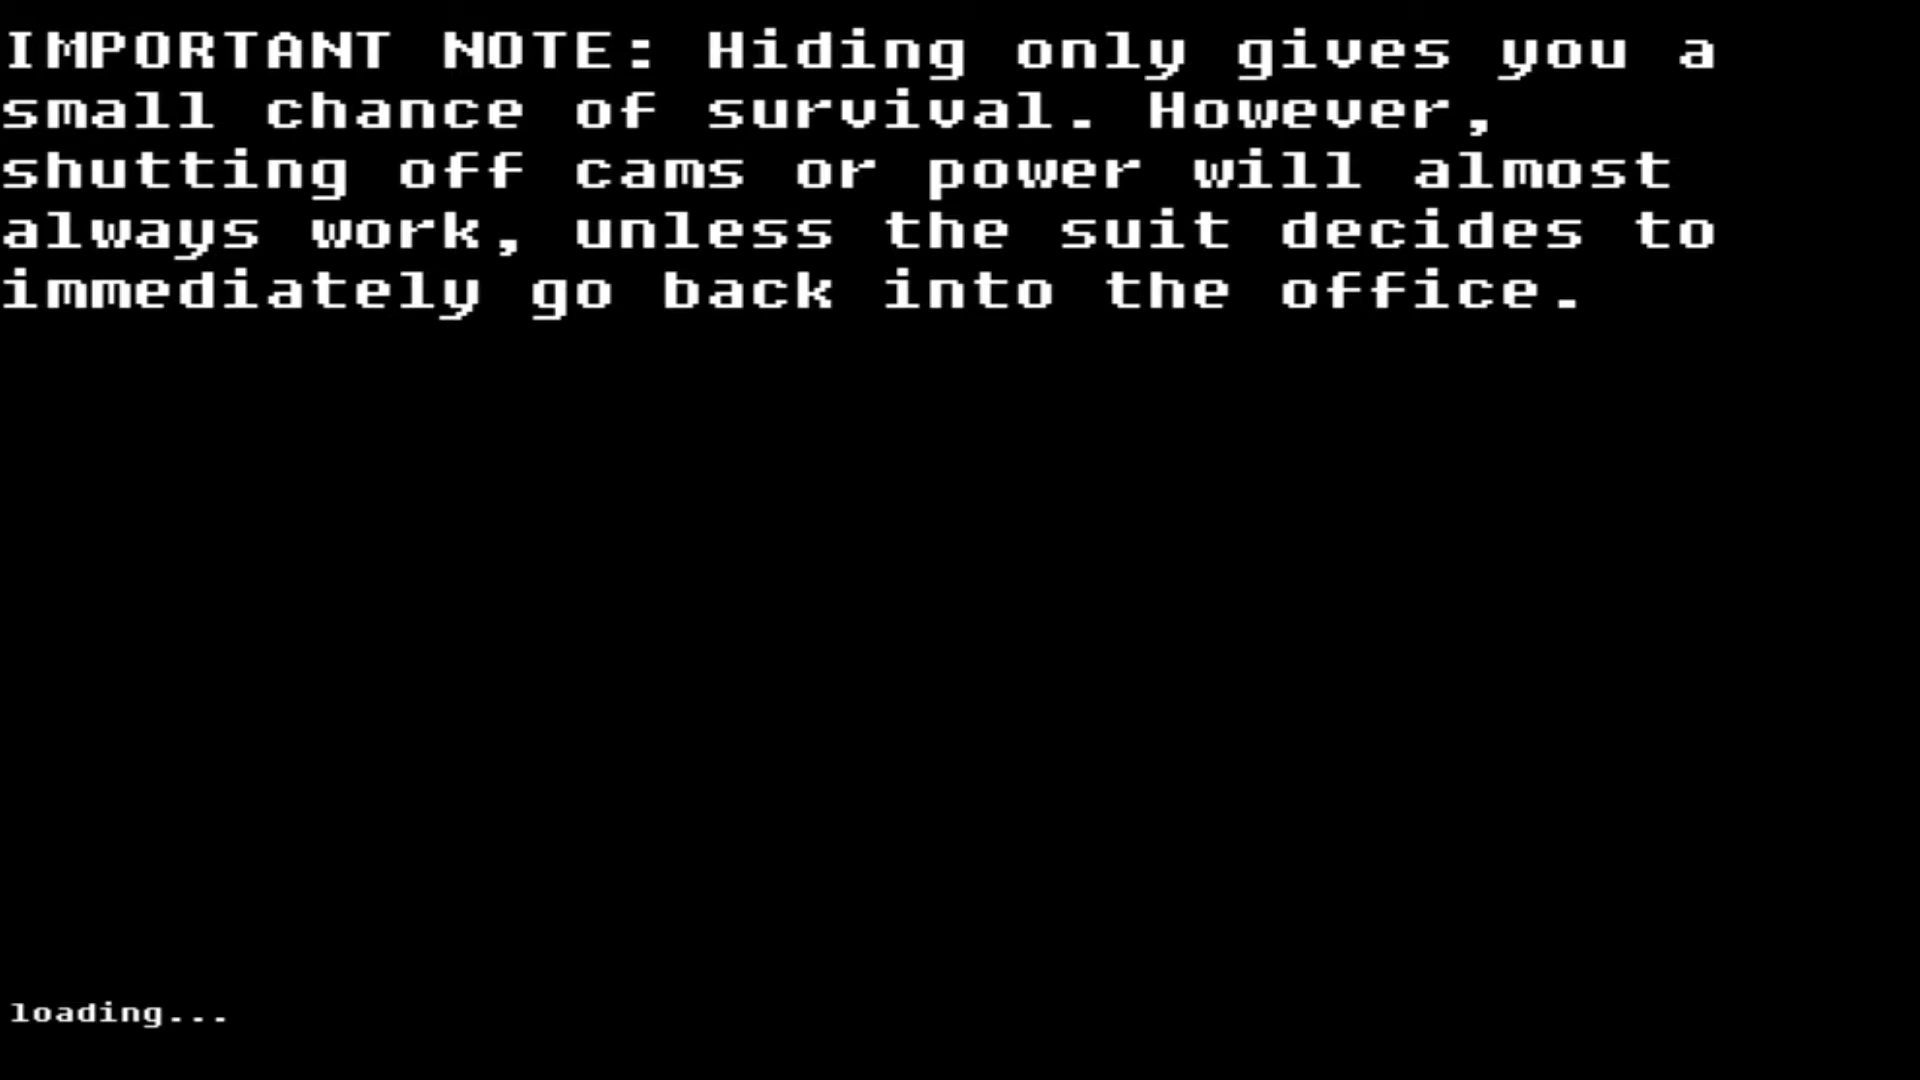 IMPORTANT NOTE: Hiding only gives you a
small chance of survival. However,
shutting off cams or power will almost
always work, unless the suit decides to
immediately go back into the office.
loading...